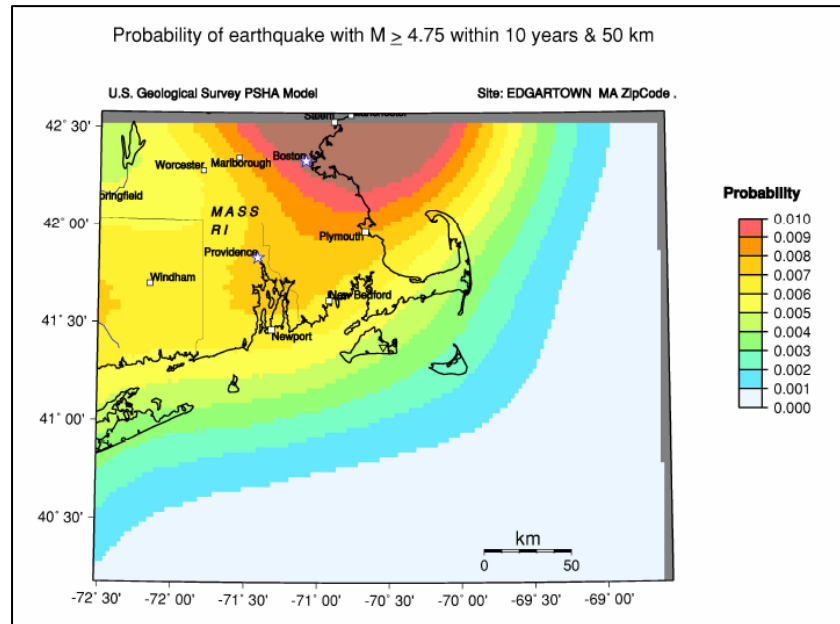 Probability of earthquake with M ≥ 4.75 within 10 years & 50 km
U.S. Geological Survey PSHA Model
Site: EDGARTOWN MA ZipCode .
42° 30'
42° 00'
41° 30'
41° 00'
40° 30'
Salem
Boston
Worcester
Marlborough
pringfield
MASS
RI
Plymouth
Providence
Windham
New Bedford
Newport
km
0 50
-72° 30' -72° 00' -71° 30' -71° 00' -70° 30' -70° 00' -69° 30' -69° 00'
Probability
0.010
0.009
0.008
0.007
0.006
0.005
0.004
0.003
0.002
0.001
0.000